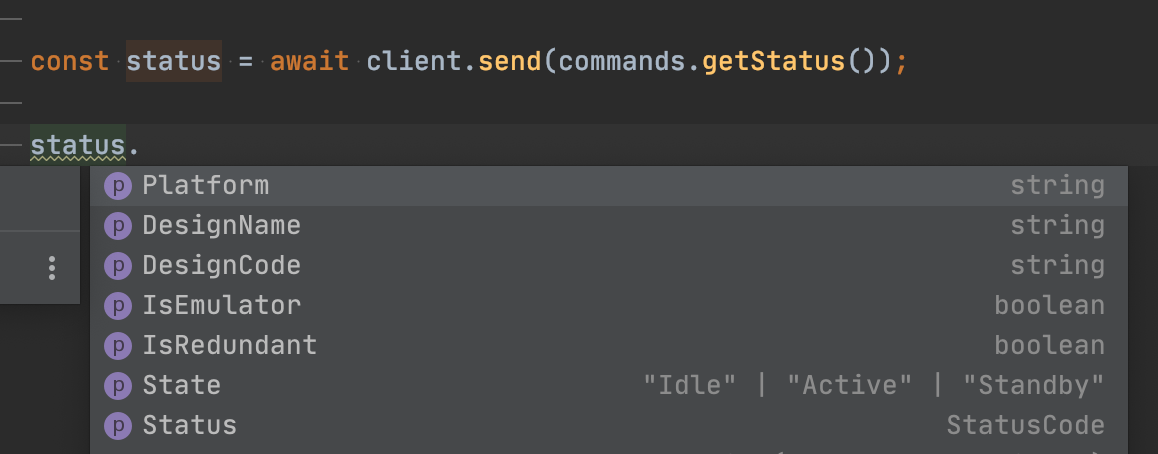 const status = await client.send(commands.getStatus());
status.
p Platform string
p DesignName string
p DesignCode string
p IsEmulator boolean
p IsRedundant boolean
p State "Idle" | "Active" | "Standby"
p Status StatusCode